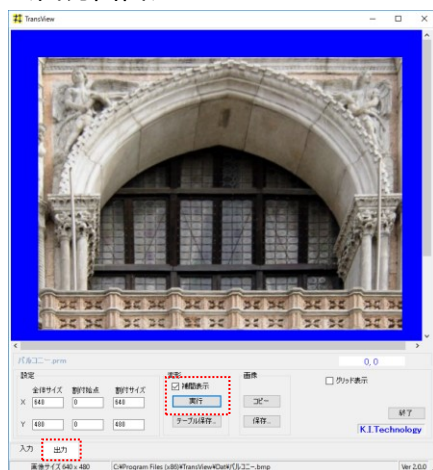 TransView
バルコニー.prm
0, 0
設定
変形
画像
全体サイズ 割付始点 割付サイズ
補間表示
グリッド表示
X 640 0 640
実行
コピー
Y 480 0 480
テーブル保存..
保存..
終了
K.I.Technology
入力 出力
画像サイズ 640 x 480 C:¥Program Files (x86)¥TransView¥Dat¥バルコニー.bmp Ver 2.0.0